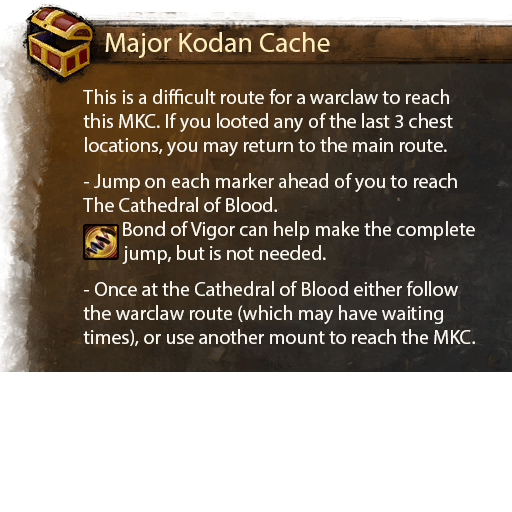 Major Kodan Cache
This is a difficult route for a warclaw to reach
this MKC. If you looted any of the last 3 chest
locations, you may return to the main route.
- Jump on each marker ahead of you to reach
The Cathedral of Blood.
Bond of Vigor can help make the complete
jump, but is not needed.
- Once at the Cathedral of Blood either follow
the warclaw route (which may have waiting
times), or use another mount to reach the MKC.